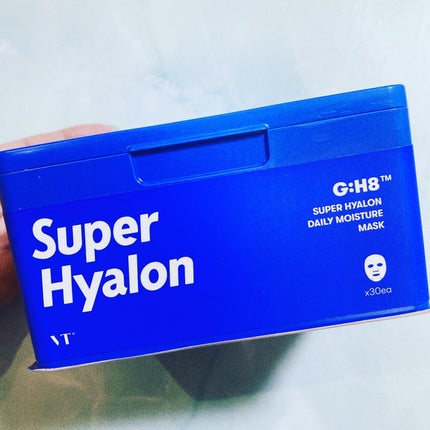 Super
Hyalon
VT®
G:H8™
SUPER HYALON
DAILY MOISTURE
MASK
x30ea